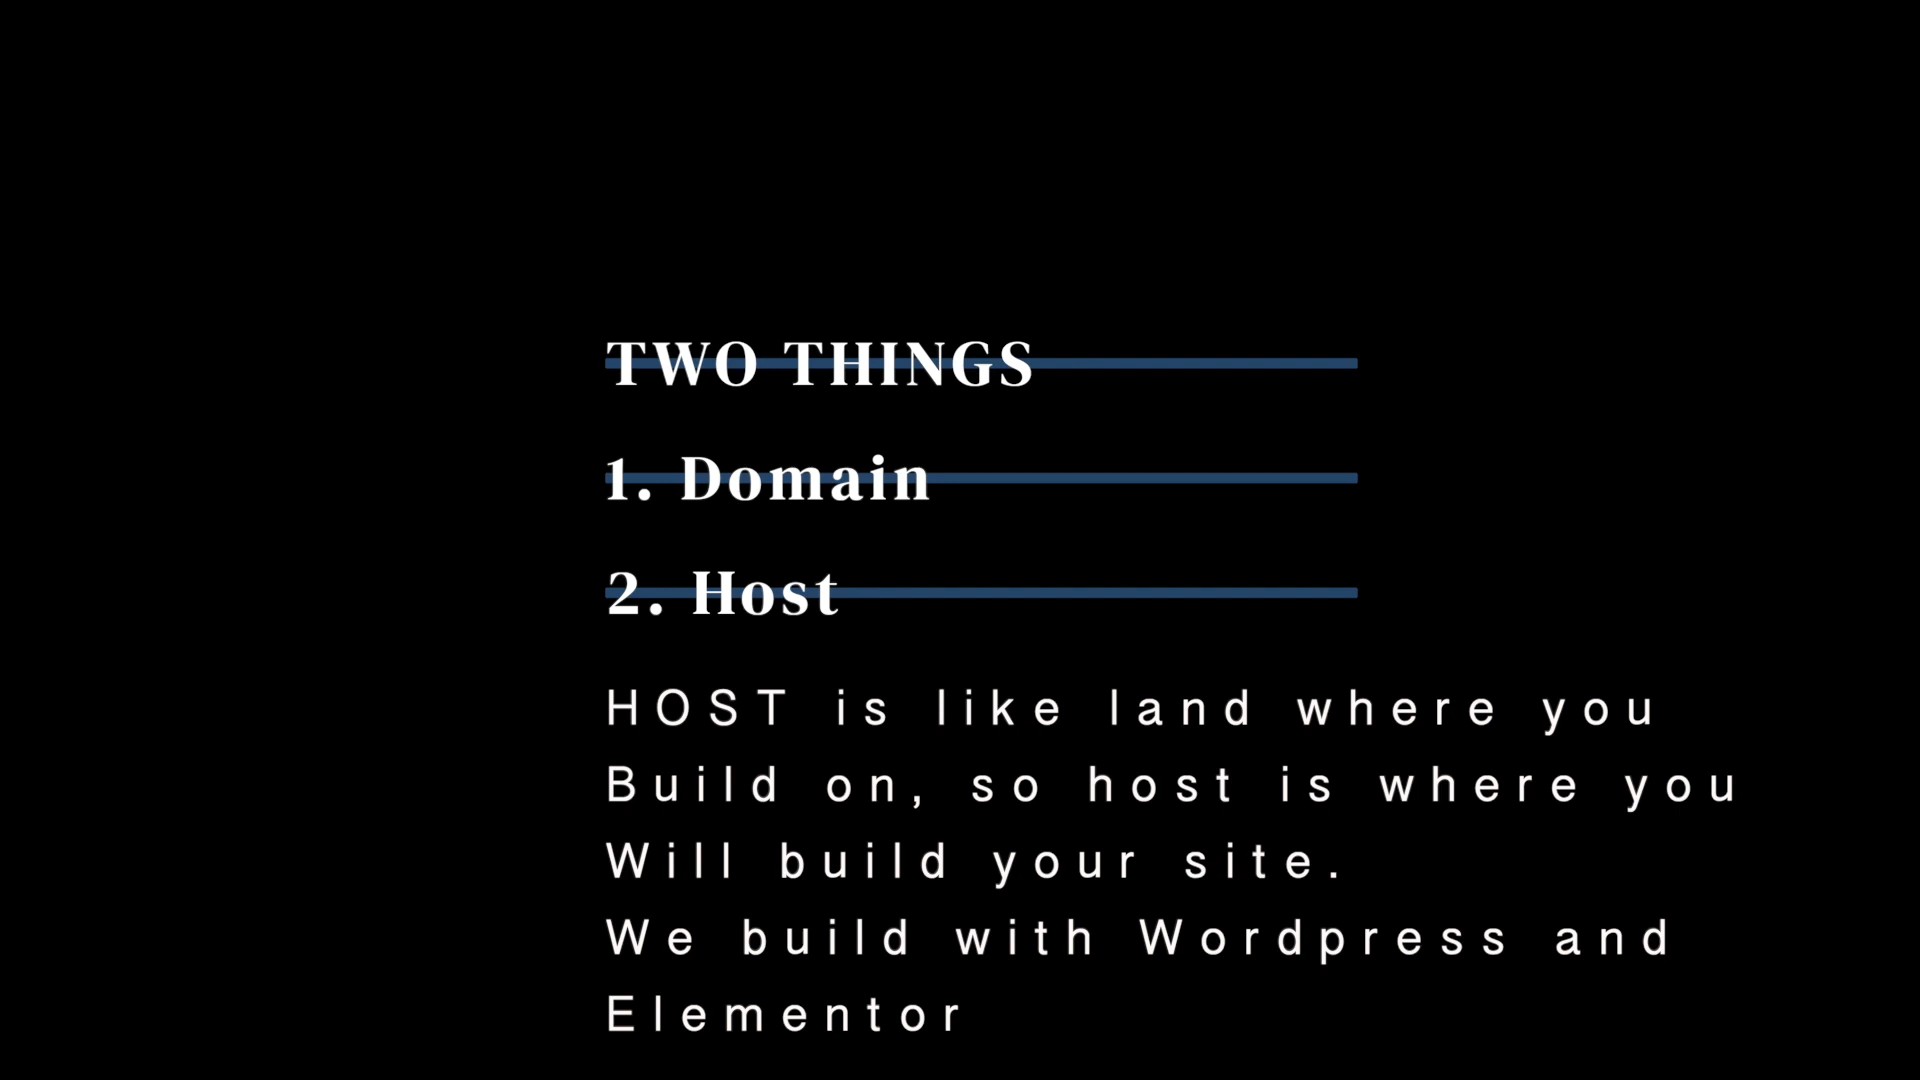 TWO THINGS
1. Domain
2. Host
HOST is like land where you
Build on, so host is where you
Will build your site.
We build with Wordpress and
Elementor